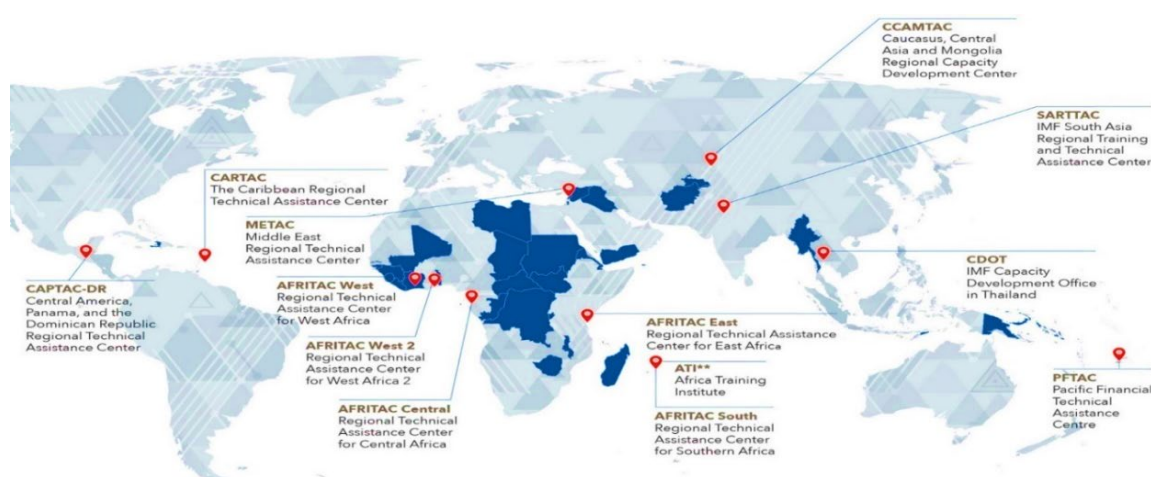 CCAMTAC
Caucasus, Central
Asia and Mongolia
Regional Capacity
Development Center
SARTTAC
IMF South Asia
Regional Training
and Technical
Assistance Center
CARTAC
The Caribbean Regional
Technical Assistance Center
METAC
Middle East
Regional Technical
Assistance Center
CAPTAC-DR
Central America,
Panama, and the
Dominican Republic
Regional Technical
Assistance Center
AFRITAC West
Regional Technical
Assistance Center
for West Africa
AFRITAC West 2
Regional Technical
Assistance Center
for West Africa 2
AFRITAC Central
Regional Technical
Assistance Center
for Central Africa
AFRITAC East
Regional Technical Assistance
Center for East Africa
ATI**
Africa Training
Institute
AFRITAC South
Regional Technical
Assistance Center
for Southern Africa
CDOT
IMF Capacity
Development Office
in Thailand
PFTAC
Pacific Financial
Technical
Assistance
Centre